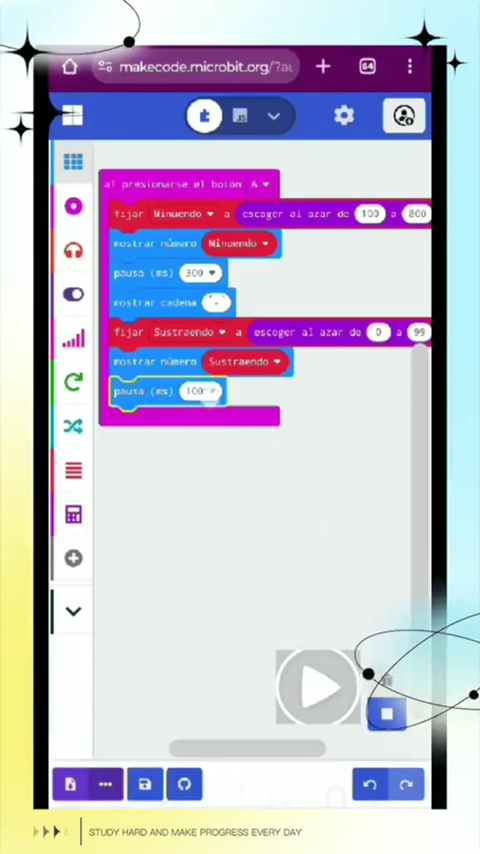 makecode.microbit.org/?au
64
JS
al presionarse el botón A
fijar Minuendo a escoger al azar de 100 a 800
mostrar número Minuendo
pausa (ms) 300
mostrar cadena "-"
fijar Sustraendo a escoger al azar de 0 a 99
mostrar número Sustraendo
pausa (ms) 100
STUDY HARD AND MAKE PROGRESS EVERY DAY